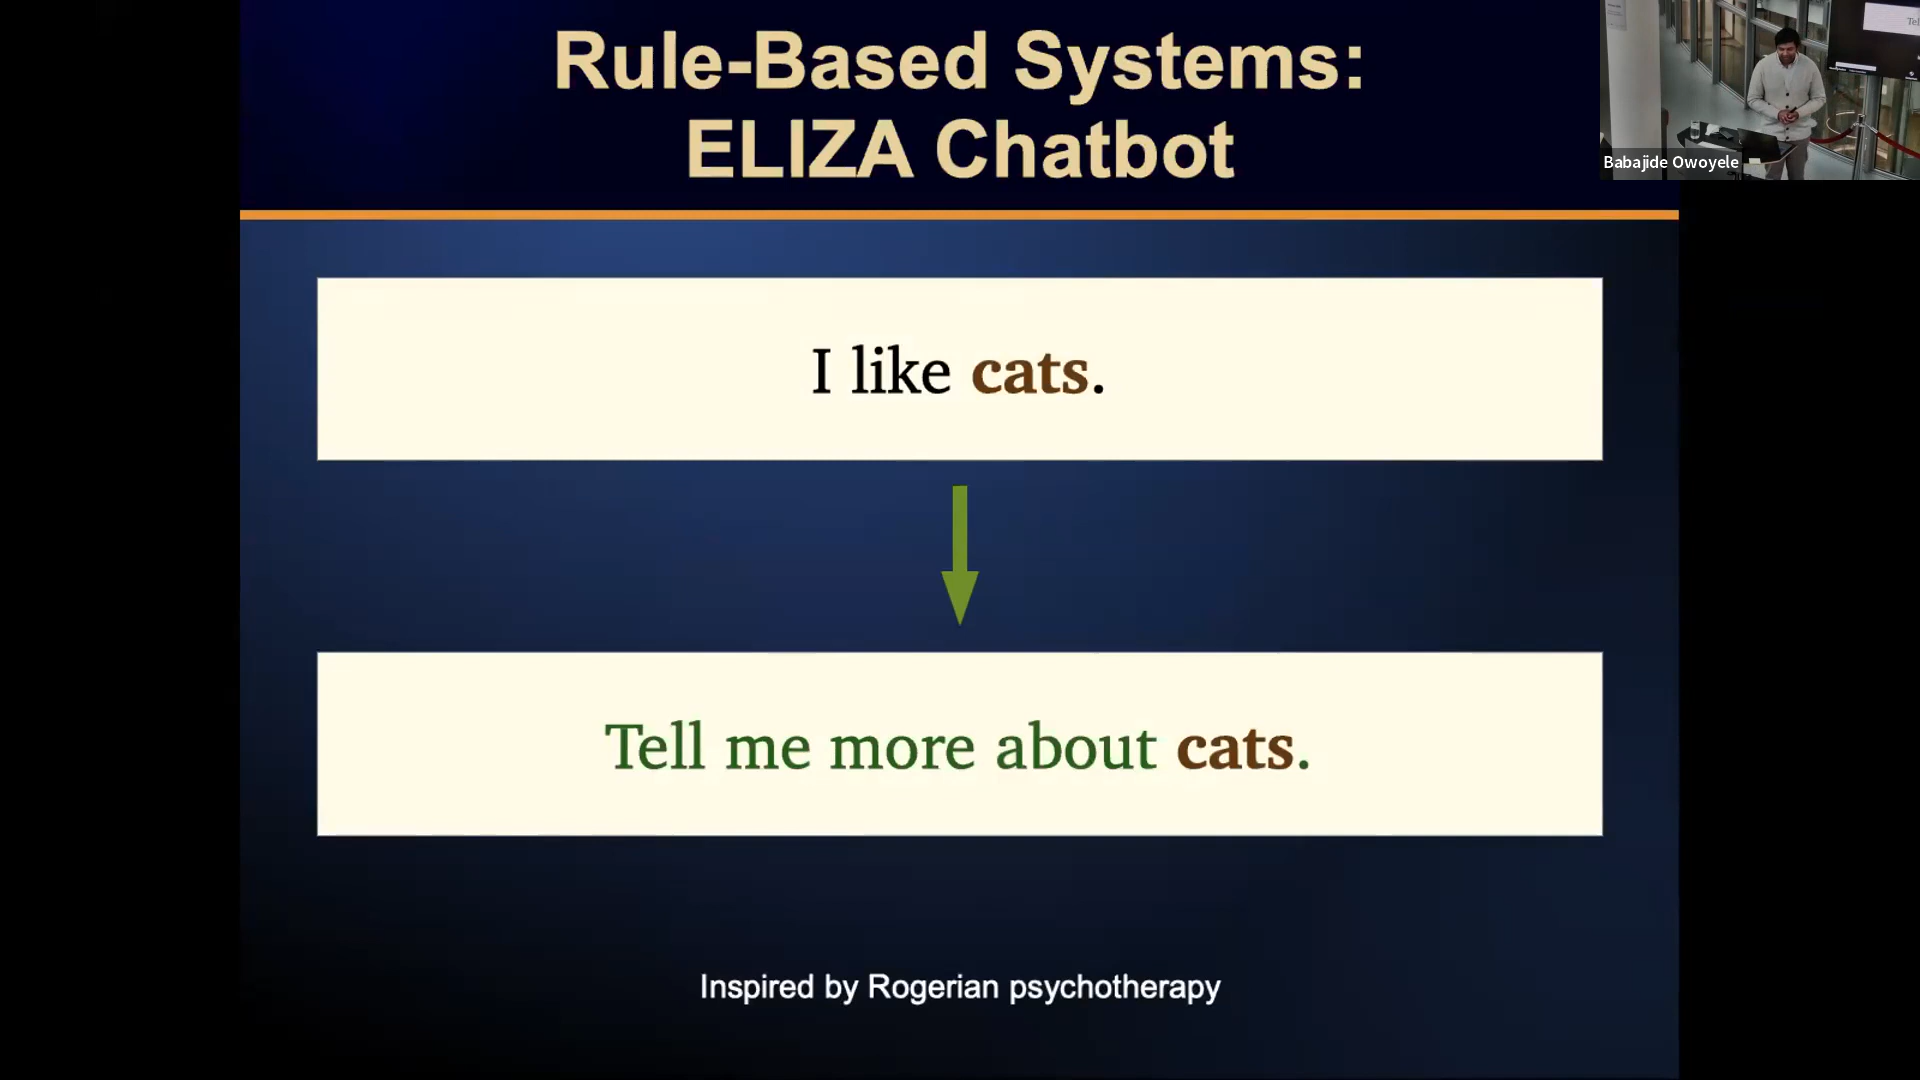 Rule-Based Systems:
ELIZA Chatbot
Babajide Owoyele
I like cats.
Tell me more about cats.
Inspired by Rogerian psychotherapy